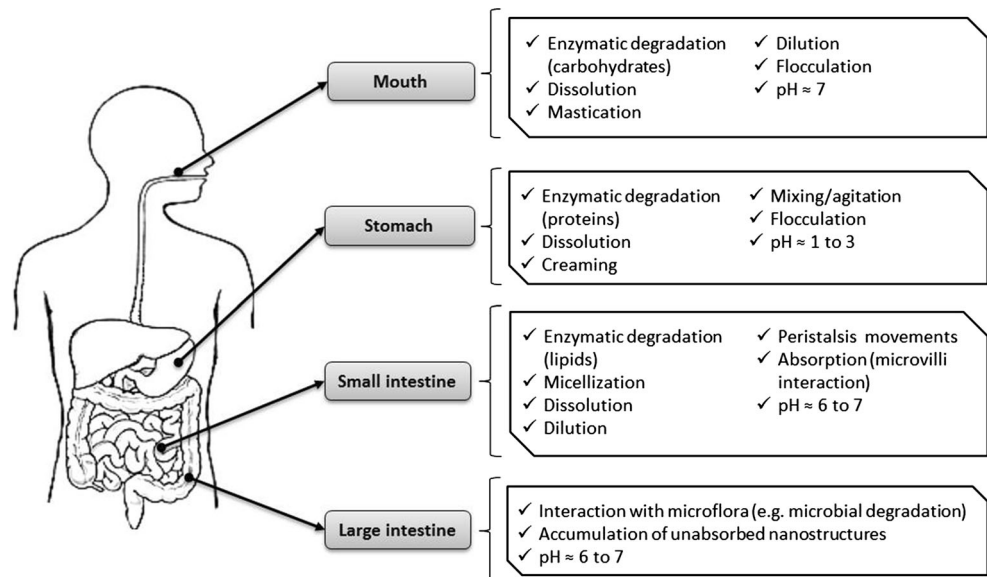 Mouth
✓ Enzymatic degradation
(carbohydrates)
✓ Dissolution
✓ Mastication
✓ Dilution
✓ Flocculation
✓ pH ≈ 7
Stomach
✓ Enzymatic degradation
(proteins)
✓ Dissolution
✓ Creaming
✓ Mixing/agitation
✓ Flocculation
✓ pH ≈ 1 to 3
Small intestine
✓ Enzymatic degradation
(lipids)
✓ Micellization
✓ Dissolution
✓ Dilution
✓ Peristalsis movements
✓ Absorption (microvilli
interaction)
✓ pH ≈ 6 to 7
Large intestine
✓ Interaction with microflora (e.g. microbial degradation)
✓ Accumulation of unabsorbed nanostructures
✓ pH ≈ 6 to 7